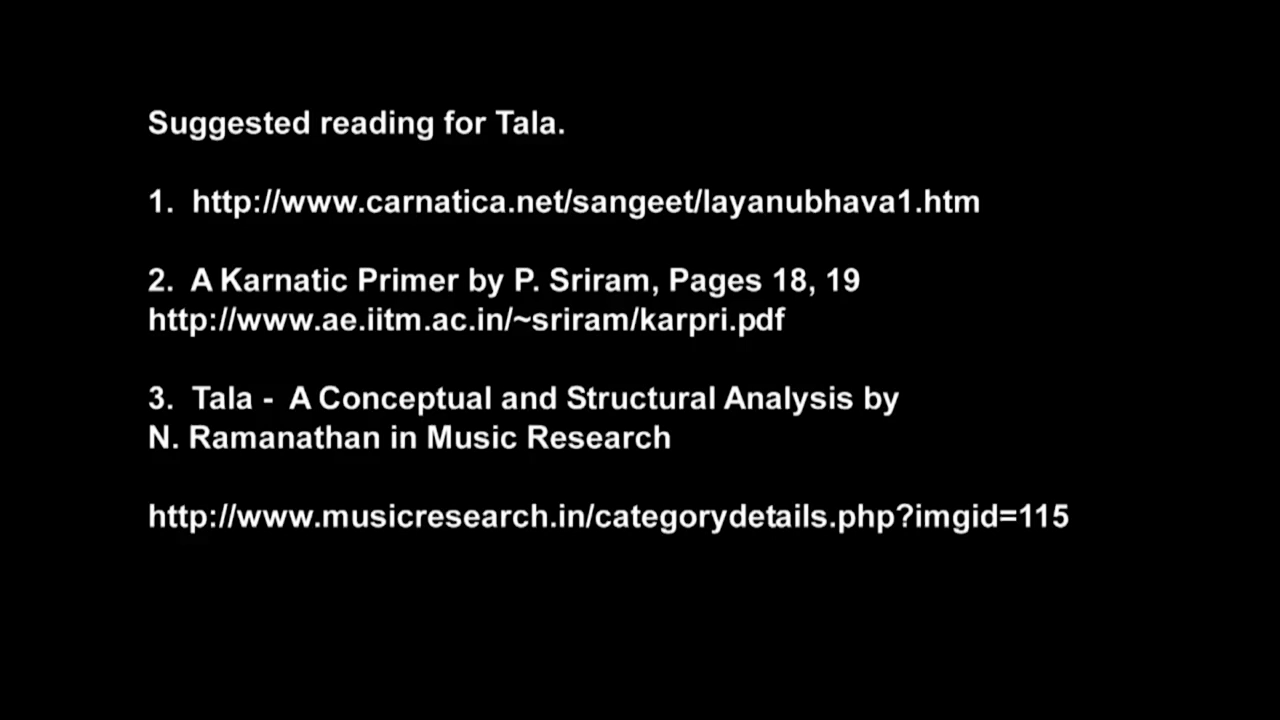 Suggested reading for Tala.
1. http://www.carnatica.net/sangeet/layanubhava1.htm
2. A Karnatic Primer by P. Sriram, Pages 18, 19
http://www.ae.iitm.ac.in/~sriram/karpri.pdf
3. Tala - A Conceptual and Structural Analysis by
N. Ramanathan in Music Research
http://www.musicresearch.in/categorydetails.php?imgid=115